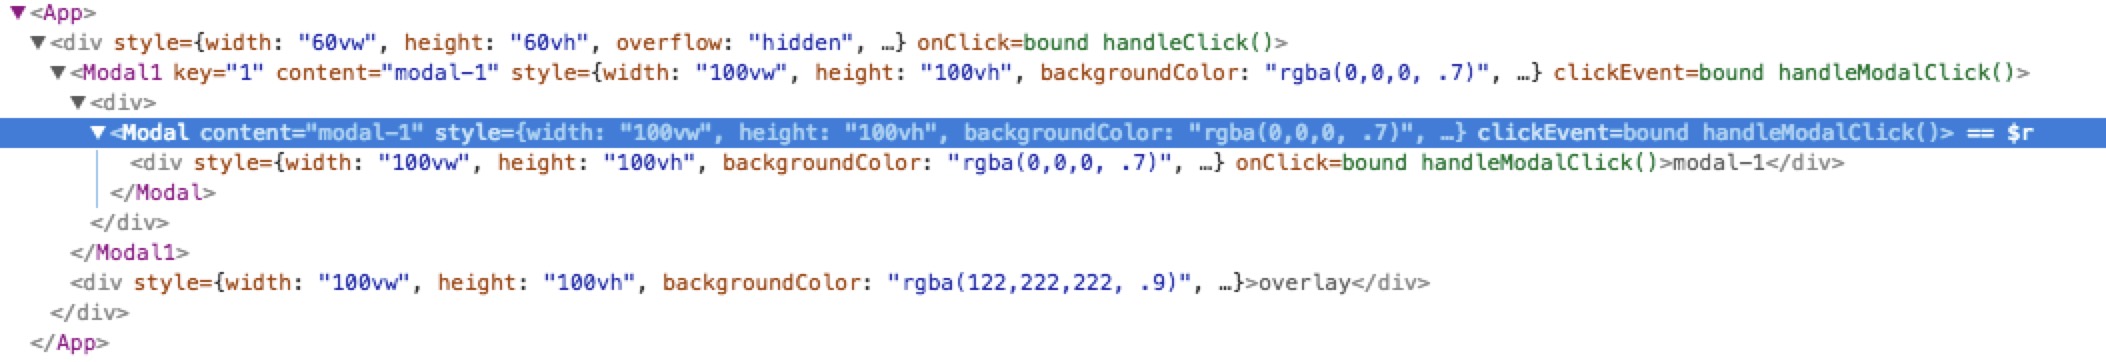 ▼<App>
▼<div style={width: "60vw", height: "60vh", overflow: "hidden", …} onClick=bound handleClick()>
▼<Modal1 key="1" content="modal-1" style={width: "100vw", height: "100vh", backgroundColor: "rgba(0,0,0, .7)", …} clickEvent=bound handleModalClick()>
▼<div>
▼<Modal content="modal-1" style={width: "100vw", height: "100vh", backgroundColor: "rgba(0,0,0, .7)", …} clickEvent=bound handleModalClick()> == $r
<div style={width: "100vw", height: "100vh", backgroundColor: "rgba(0,0,0, .7)", …} onClick=bound handleModalClick()>modal-1</div>
</Modal>
</div>
</Modal1>
<div style={width: "100vw", height: "100vh", backgroundColor: "rgba(122,222,222, .9)", …}>overlay</div>
</div>
</App>